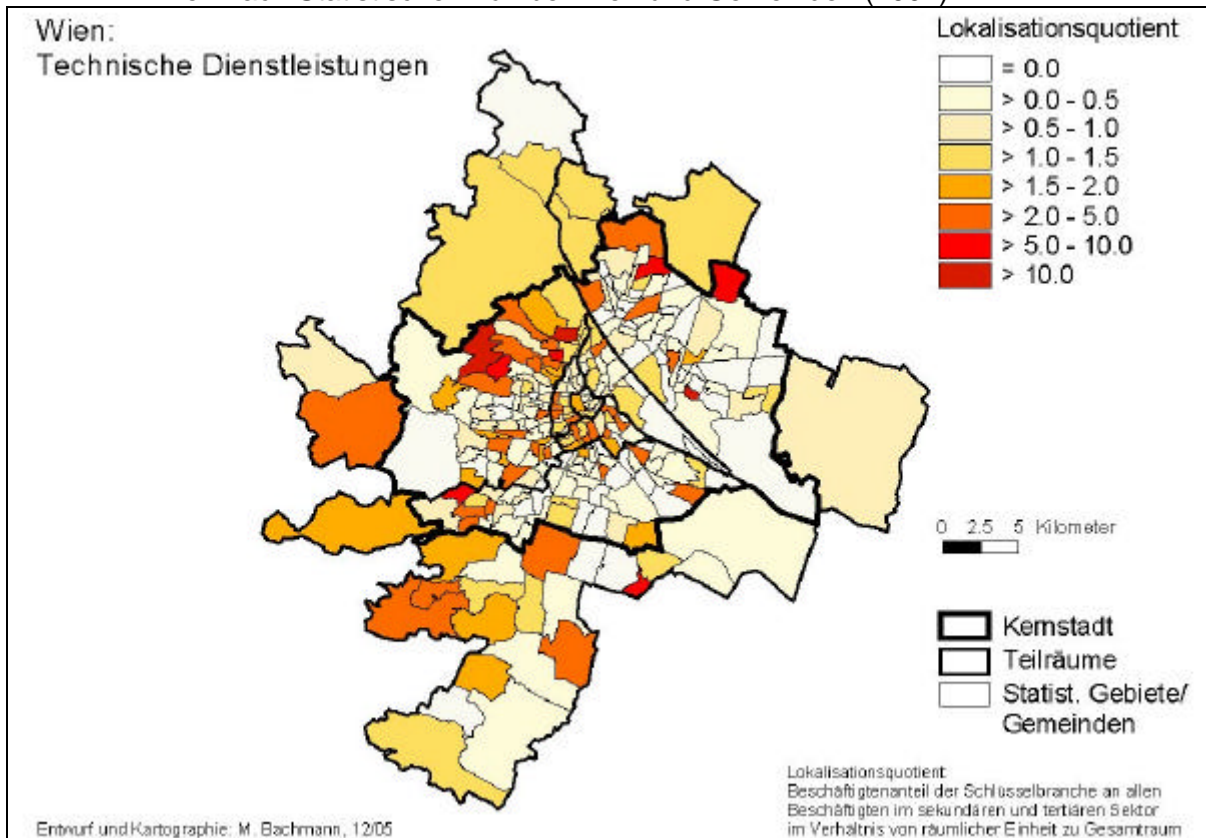 Wien:
Technische Dienstleistungen
Lokalisationsquotient
= 0.0
> 0.0 - 0.5
> 0.5 - 1.0
> 1.0 - 1.5
> 1.5 - 2.0
> 2.0 - 5.0
> 5.0 - 10.0
> 10.0
0 2.5 5 Kilometer
Kernstadt
Teilräume
Statist. Gebiete/
Gemeinden
Lokalisationsquotient
Beschäftigtenanteil der Schlüsselbranche an allen
Beschäftigten im sekundären und tertiären Sektor
im Verhältnis von räumlicher Einheit zu Gesamtraum
Entwurf und Kartographie: M. Bachmann, 12/05